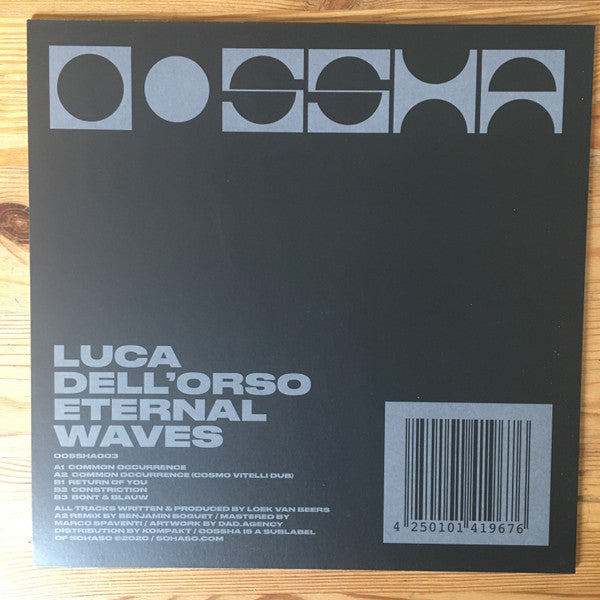 OOSSHA
LUCA
DELL'ORSO
ETERNAL
WAVES
OOSSHA003
A1 COMMON OCCURRENCE
A2 COMMON OCCURRENCE (COSMO VITELLI DUB)
B1 RETURN OF YOU
B2 CONSTRICTION
B3 BONT & BLAUW
ALL TRACKS WRITTEN & PRODUCED BY LOEK VAN BEERS
A2 REMIX BY BENJAMIN BOGUET / MASTERED BY
MARCO SPAVENTI / ARTWORK BY DAD.AGENCY
DISTRIBUTION BY KOMPAKT / OOSSHA IS A SUBLABEL
OF SOHASO ©2020 / SOHASO.COM
4 250101 419676